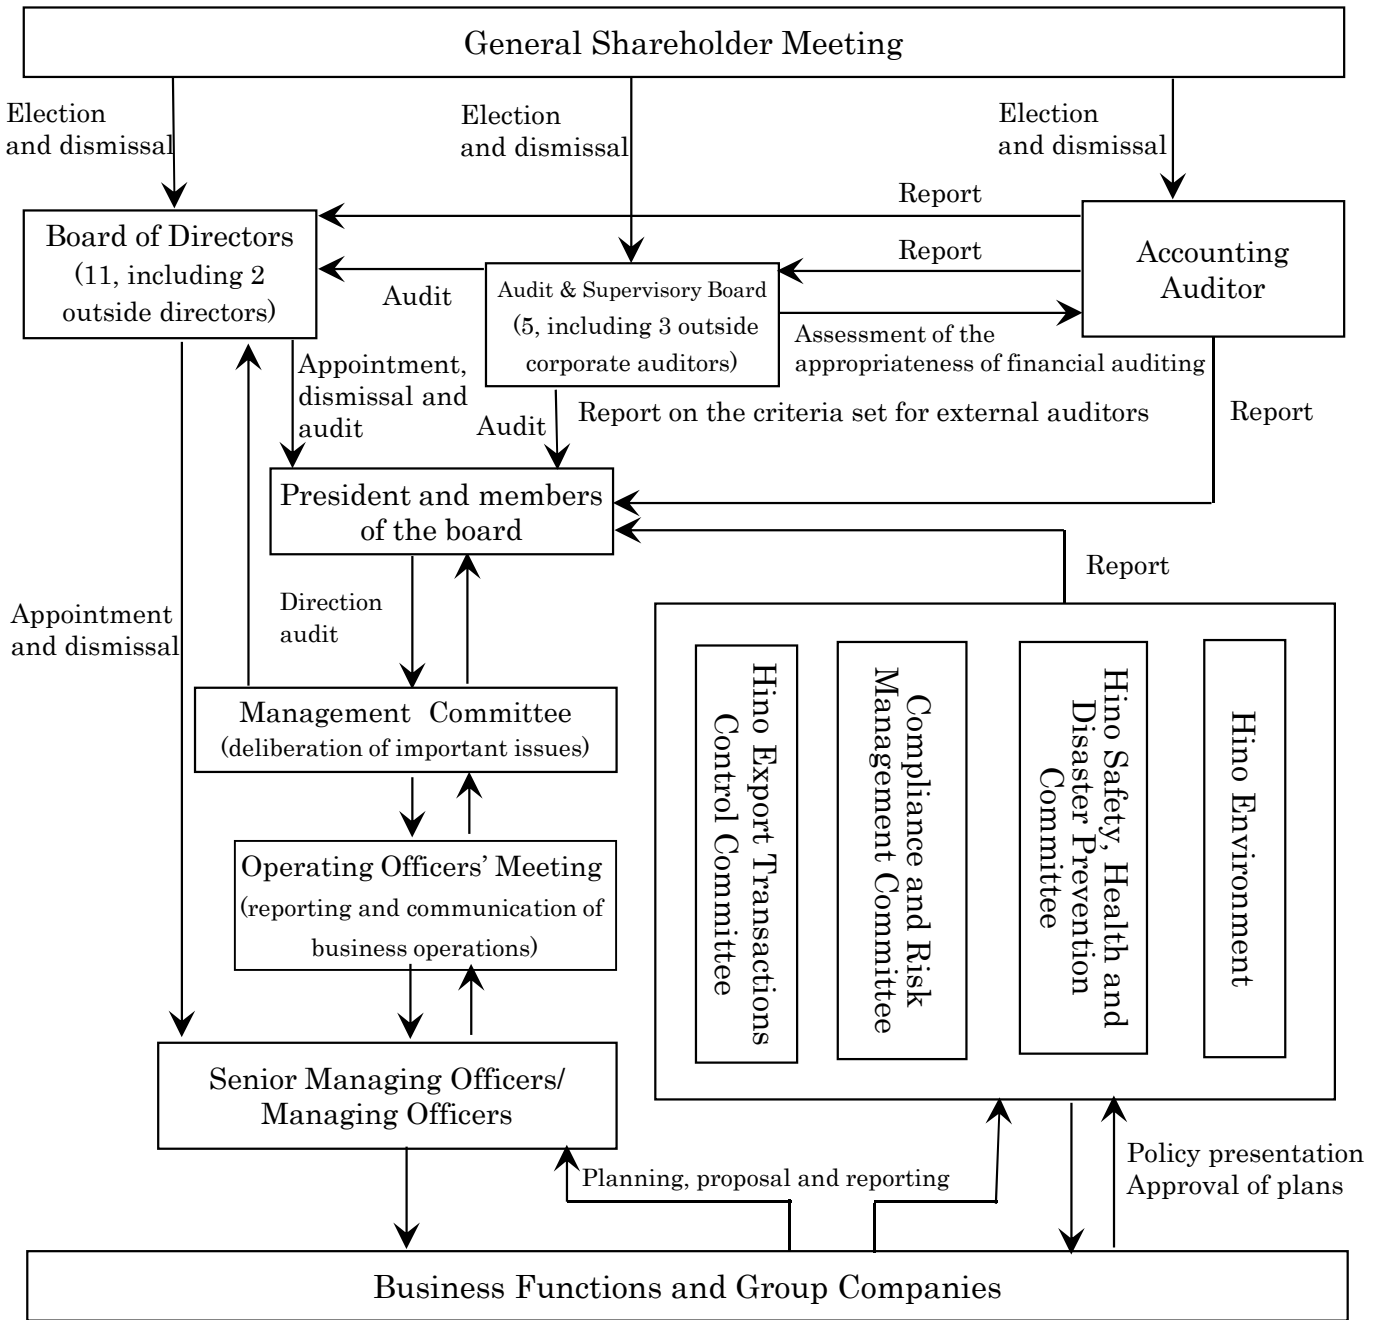 General Shareholder Meeting
Election
and dismissal
Election
and dismissal
Election
and dismissal
Report
Board of Directors
(11, including 2
outside directors)
Report
Accounting
Auditor
Audit
Audit & Supervisory Board
(5, including 3 outside
corporate auditors)
Assessment of the
appropriateness of financial auditing
Appointment,
dismissal and
audit
Audit
Report on the criteria set for external auditors
Report
President and members
of the board
Report
Direction
audit
Appointment
and dismissal
Management Committee
(deliberation of important issues)
Operating Officers’ Meeting
(reporting and communication of
business operations)
Hino Export Transactions
Control Committee
Compliance and Risk
Management Committee
Hino Safety, Health and
Disaster Prevention
Committee
Hino Environment
Senior Managing Officers/
Managing Officers
Planning, proposal and reporting
Policy presentation
Approval of plans
Business Functions and Group Companies